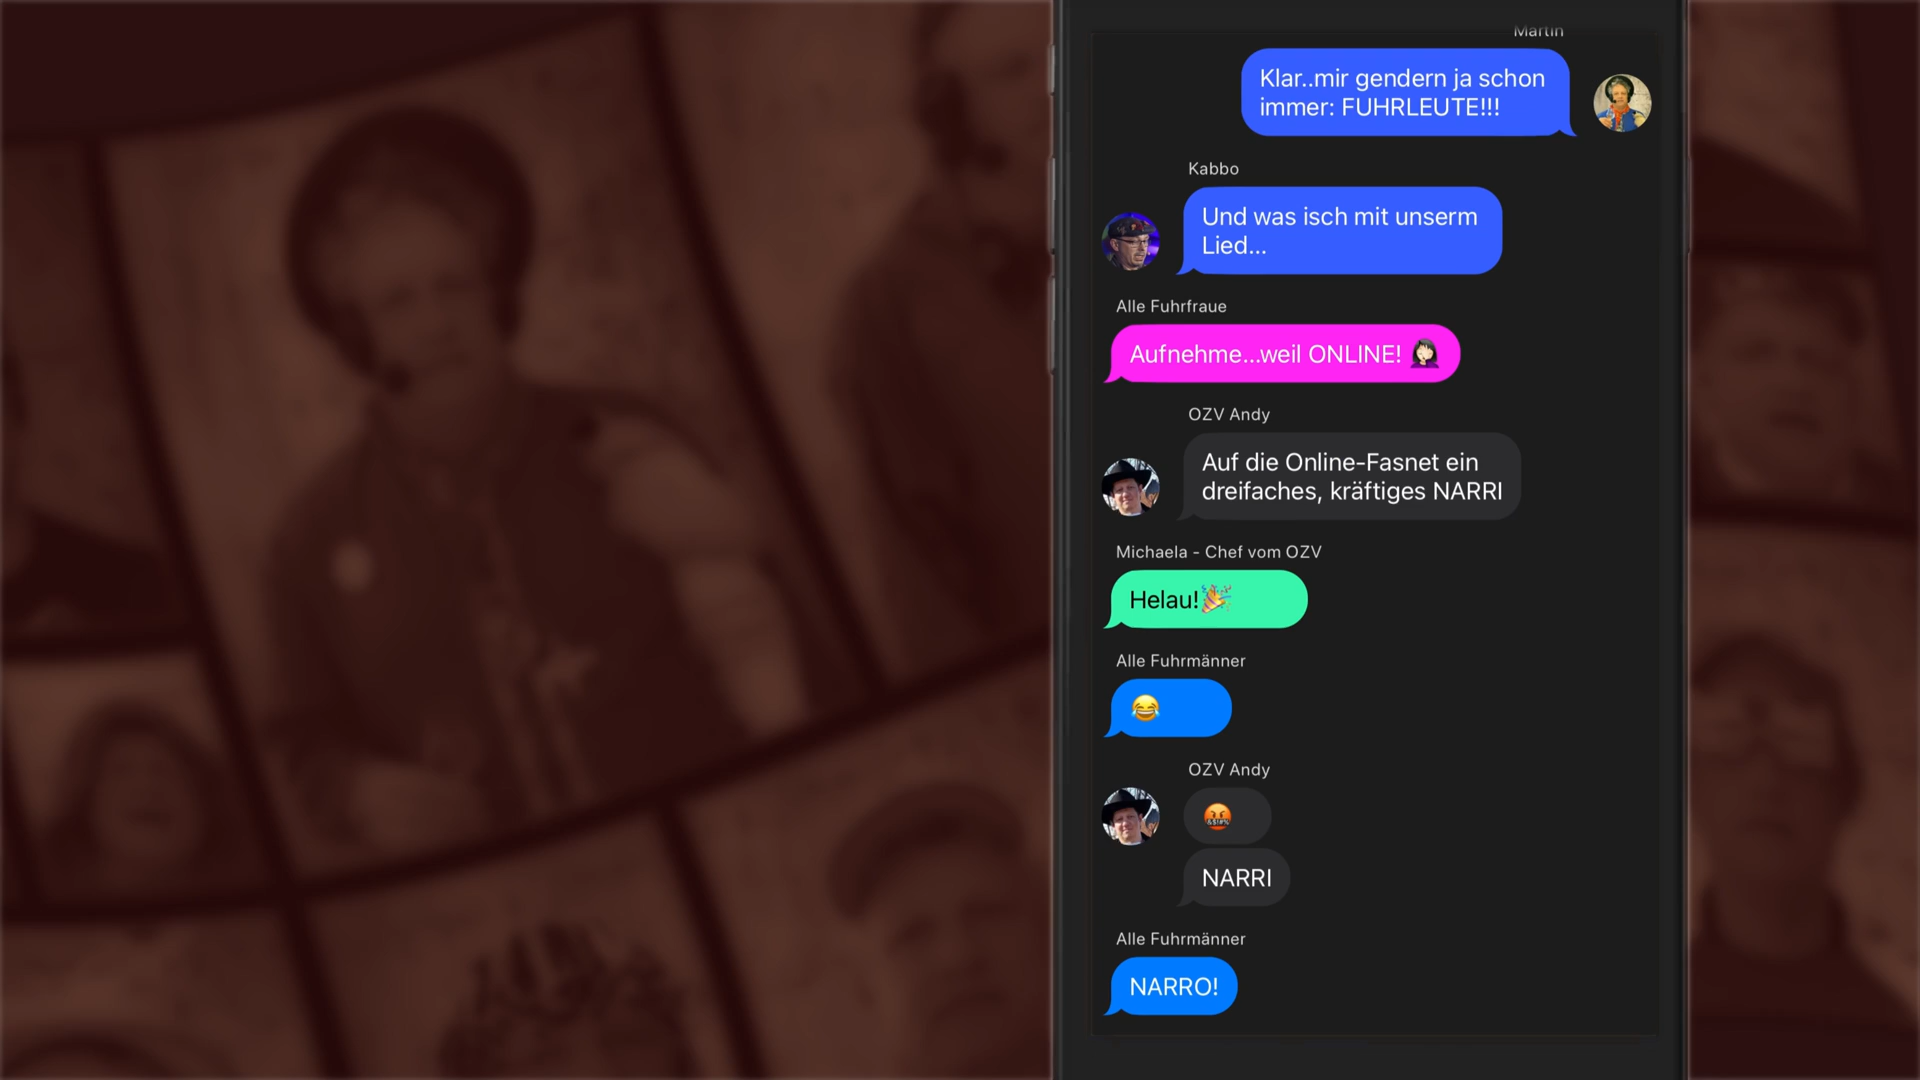 Martin
Klar..mir gendern ja schon
immer: FUHRLEUTE!!!
Kabbo
Und was isch mit unserm
Lied...
Alle Fuhrfraue
Aufnehme...weil ONLINE! 🤦🏻‍♀️
OZV Andy
Auf die Online-Fasnet ein
dreifaches, kräftiges NARRI
Michaela - Chef vom OZV
Helau!🎉
Alle Fuhrmänner
😂
OZV Andy
🤬
NARRI
Alle Fuhrmänner
NARRO!